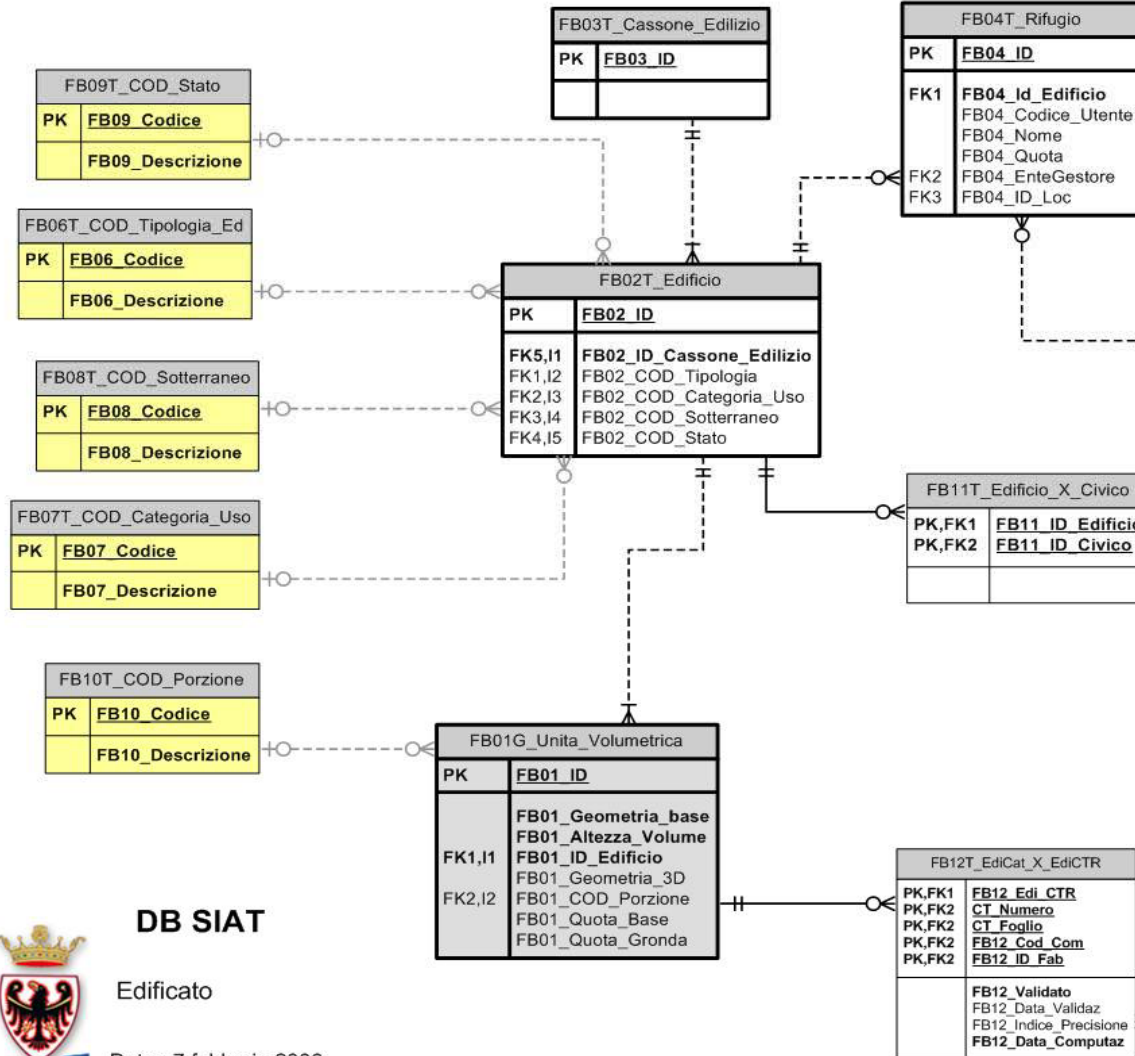 FB03T_Cassone_Edilizio
PK FB03_ID
FB04T_Rifugio
PK FB04_ID
FK1 FB04_Id_Edificio
FB04_Codice_Utente
FB04_Nome
FB04_Quota
FK2 FB04_EnteGestore
FK3 FB04_ID_Loc
FB09T_COD_Stato
PK FB09_Codice
FB09_Descrizione
FB06T_COD_Tipologia_Ed
PK FB06_Codice
FB06_Descrizione
FB02T_Edificio
PK FB02_ID
FK5,I1 FB02_ID_Cassone_Edilizio
FK1,I2 FB02_COD_Tipologia
FK2,I3 FB02_COD_Categoria_Uso
FK3,I4 FB02_COD_Sotterraneo
FK4,I5 FB02_COD_Stato
FB08T_COD_Sotterraneo
PK FB08_Codice
FB08_Descrizione
FB07T_COD_Categoria_Uso
PK FB07_Codice
FB07_Descrizione
FB11T_Edificio_X_Civico
PK,FK1 FB11_ID_Edificio
PK,FK2 FB11_ID_Civico
FB10T_COD_Porzione
PK FB10_Codice
FB10_Descrizione
FB01G_Unita_Volumetrica
PK FB01_ID
FB01_Geometria_base
FB01_Altezza_Volume
FK1,I1 FB01_ID_Edificio
FB01_Geometria_3D
FK2,I2 FB01_COD_Porzione
FB01_Quota_Base
FB01_Quota_Gronda
FB12T_EdiCat_X_EdiCTR
PK,FK1 FB12_Edi_CTR
PK,FK2 CT_Numero
PK,FK2 CT_Foglio
PK,FK2 FB12_Cod_Com
PK,FK2 FB12_ID_Fab
FB12_Validato
FB12_Data_Validaz
FB12_Indice_Precisione
FB12_Data_Computaz
DB SIAT
Edificato